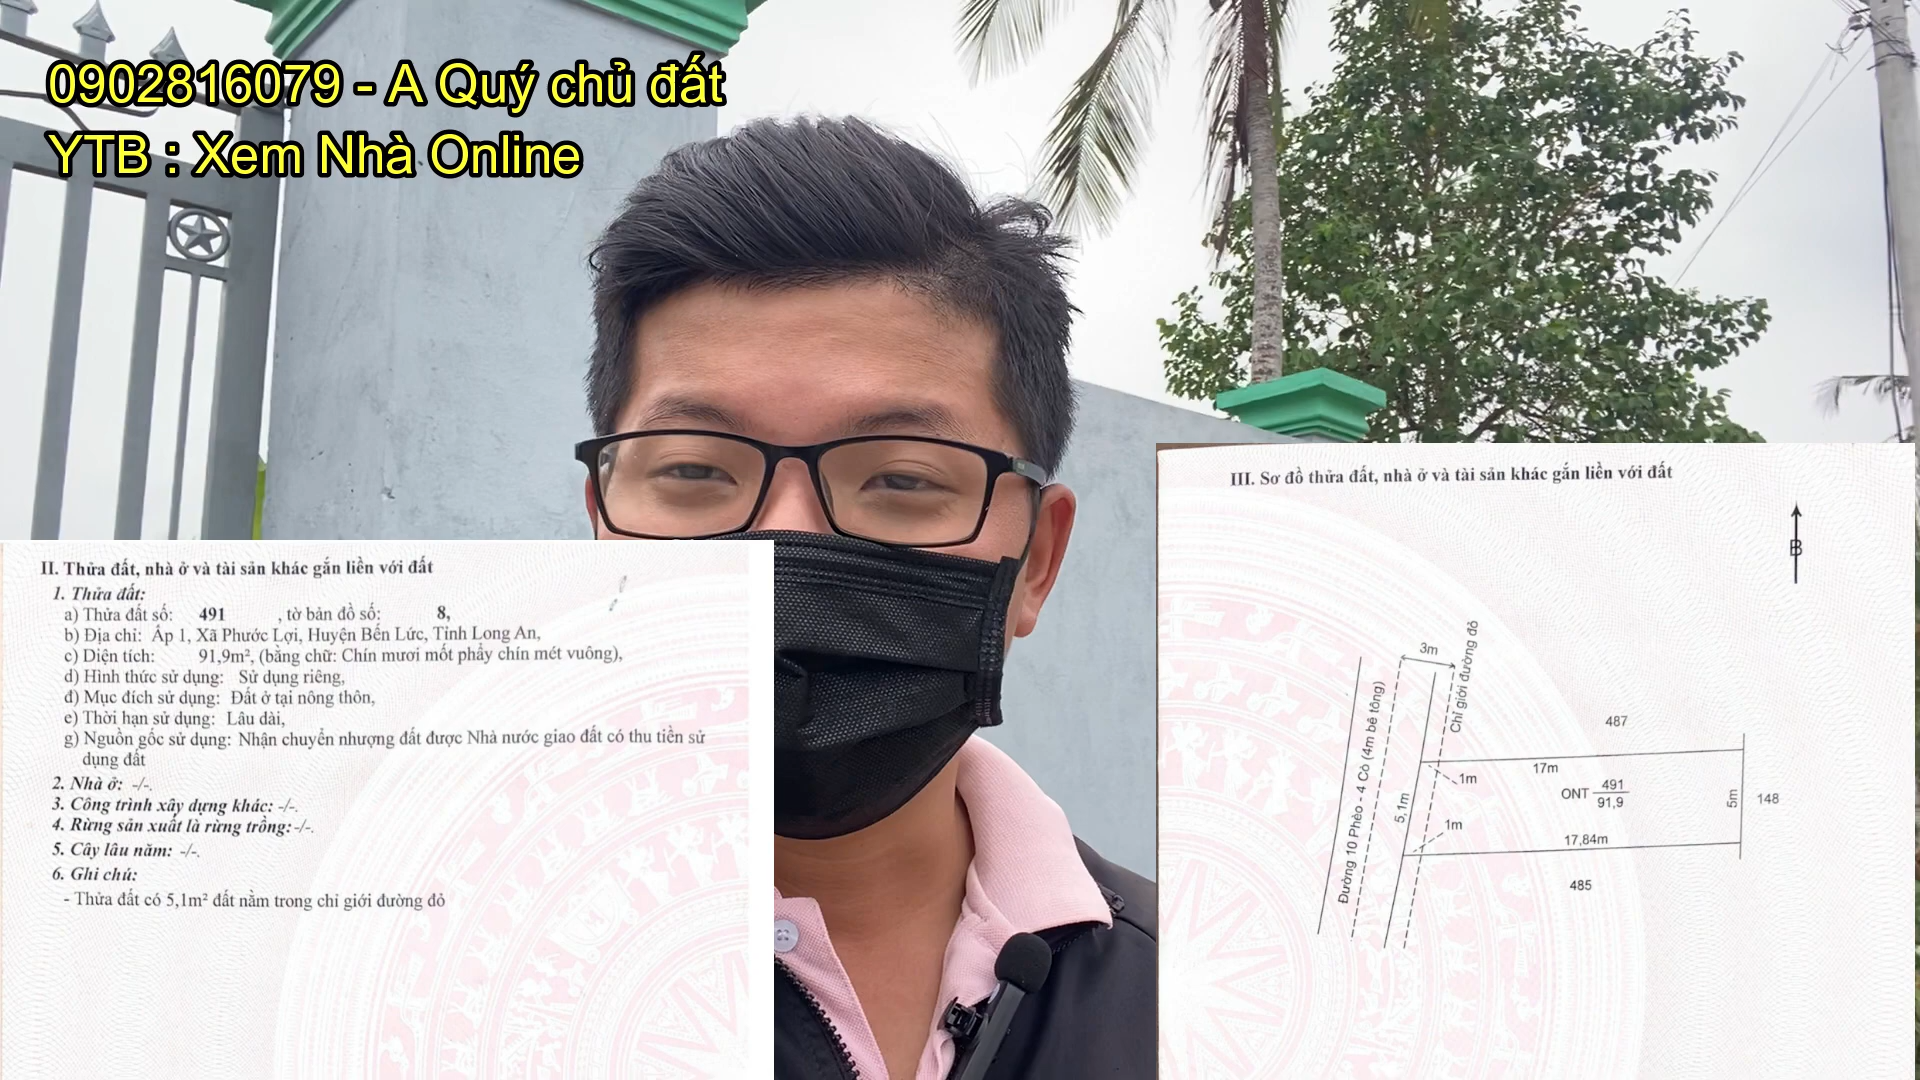 0902816079 - A Quý chủ đất
YTB : Xem Nhà Online
II. Thửa đất, nhà ở và tài sản khác gắn liền với đất
1. Thửa đất:
a) Thửa đất số: 491 , tờ bản đồ số: 8,
b) Địa chỉ: Ấp 1, Xã Phước Lợi, Huyện Bến Lức, Tỉnh Long An,
c) Diện tích: 91,9m², (bằng chữ: Chín mươi mốt phẩy chín mét vuông),
d) Hình thức sử dụng: Sử dụng riêng,
đ) Mục đích sử dụng: Đất ở tại nông thôn,
e) Thời hạn sử dụng: Lâu dài,
g) Nguồn gốc sử dụng: Nhận chuyển nhượng đất được Nhà nước giao đất có thu tiền sử
dụng đất
2. Nhà ở: -/-.
3. Công trình xây dựng khác: -/-.
4. Rừng sản xuất là rừng trồng: -/-.
5. Cây lâu năm: -/-.
6. Ghi chú:
- Thửa đất có 5,1m² đất nằm trong chỉ giới đường đỏ
III. Sơ đồ thửa đất, nhà ở và tài sản khác gắn liền với đất
B
3m
Chỉ giới đường đỏ
Đường 10 Phèo - 4 Cò (4m bê tông)
487
17m
1m
ONT 491
91,9
5m
148
5,1m
1m
17,84m
485